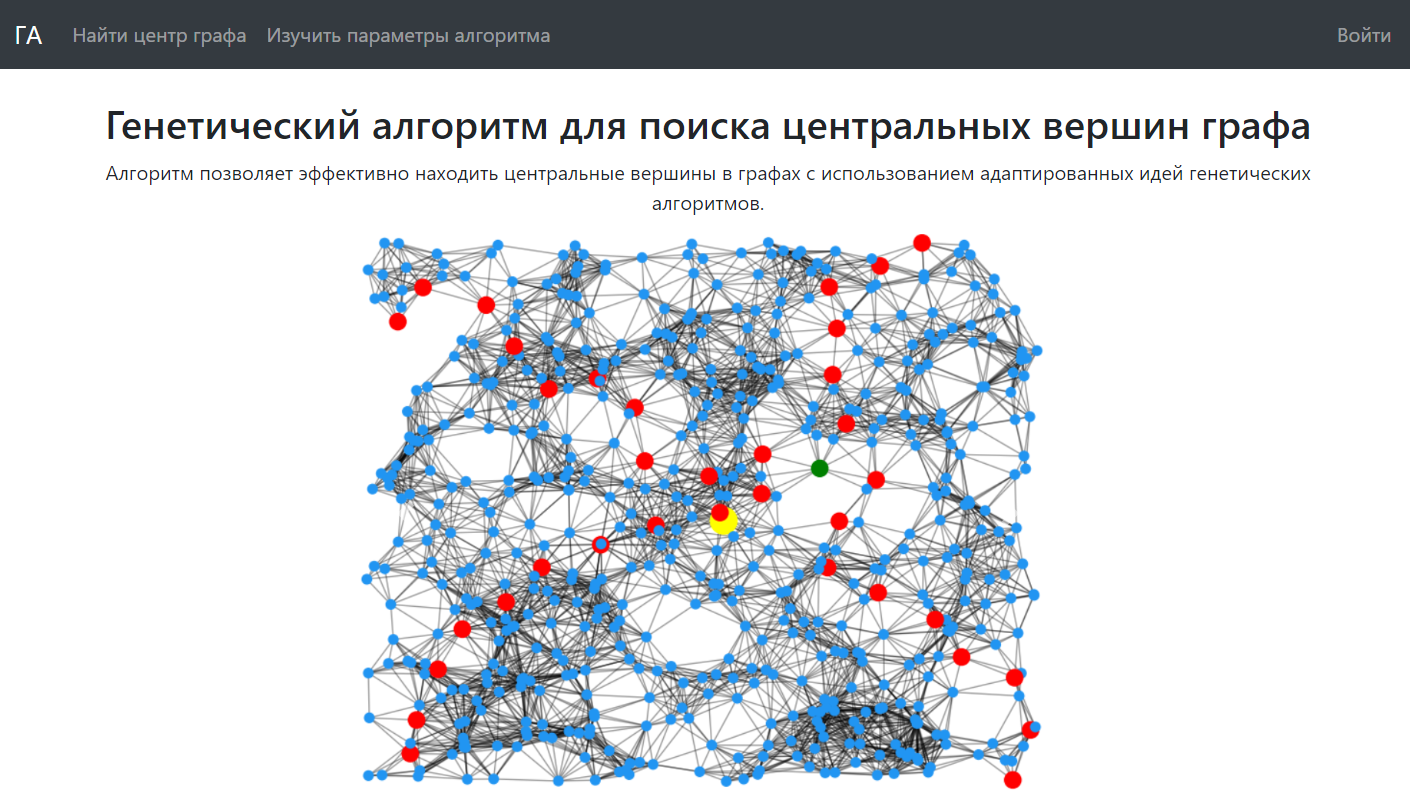 ГА Найти центр графа Изучить параметры алгоритма Войти
Генетический алгоритм для поиска центральных вершин графа
Алгоритм позволяет эффективно находить центральные вершины в графах с использованием адаптированных идей генетических
алгоритмов.